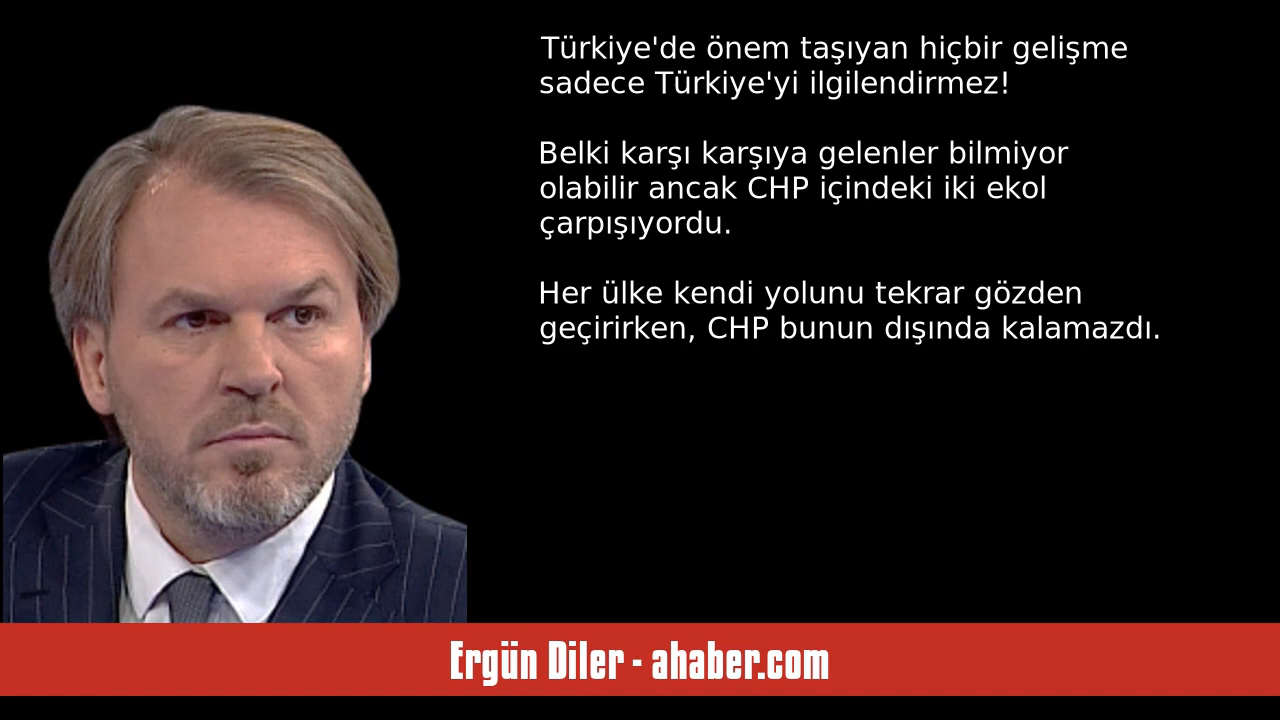 Türkiye'de önem taşıyan hiçbir gelişme
sadece Türkiye'yi ilgilendirmez!
Belki karşı karşıya gelenler bilmiyor
olabilir ancak CHP içindeki iki ekol
çarpışıyordu.
Her ülke kendi yolunu tekrar gözden
geçirirken, CHP bunun dışında kalamazdı.
Ergün Diler - ahaber.com